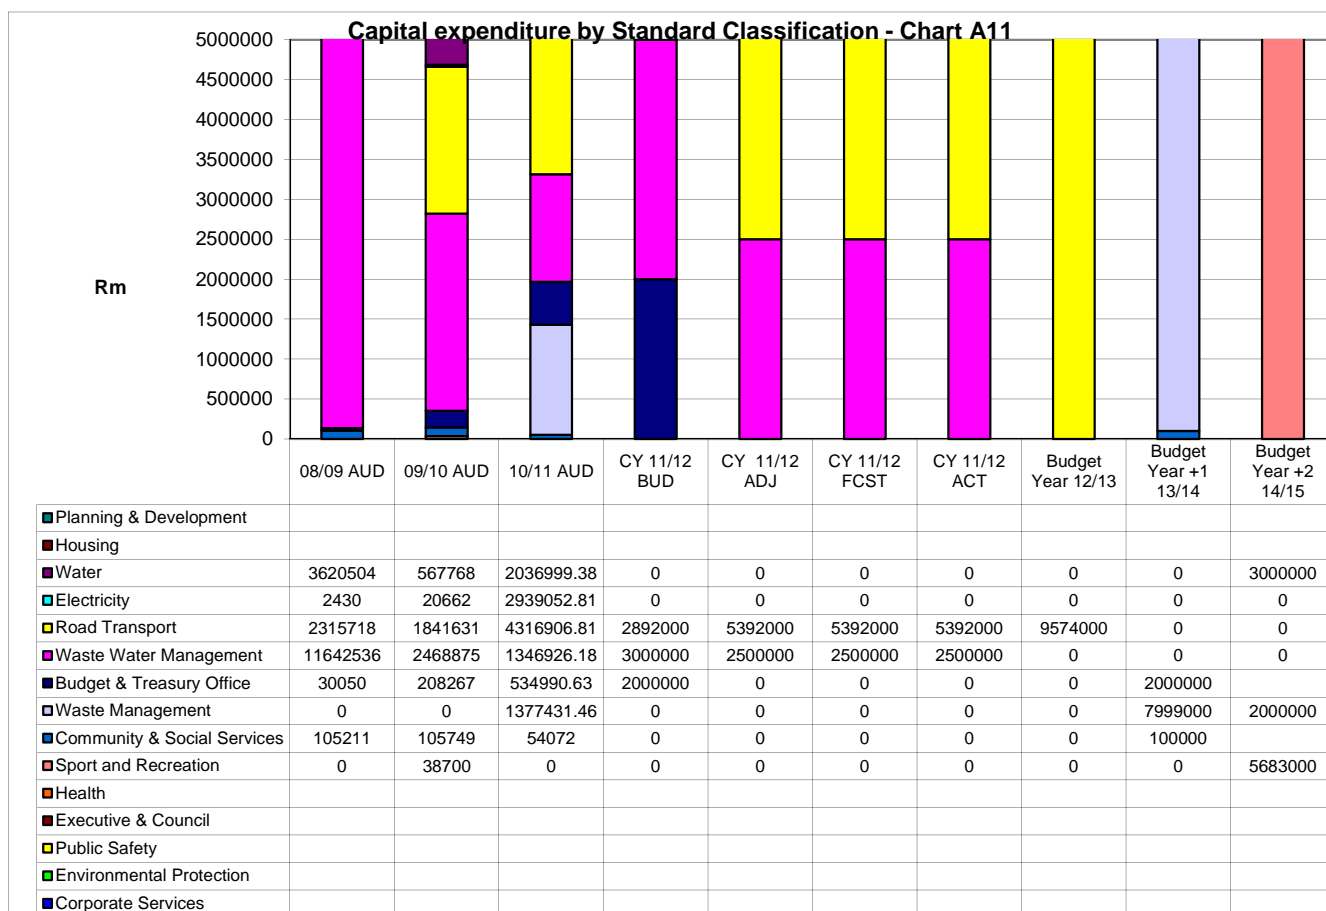 Capital expenditure by Standard Classification - Chart A11
5000000
4500000
4000000
3500000
3000000
2500000
2000000
1500000
1000000
500000
0
Rm
08/09 AUD 09/10 AUD 10/11 AUD CY 11/12 BUD CY 11/12 ADJ CY 11/12 FCST CY 11/12 ACT Budget Year 12/13 Budget Year +1 13/14 Budget Year +2 14/15
Planning & Development
Housing
Water 3620504 567768 2036999.38 0 0 0 0 0 0 3000000
Electricity 2430 20662 2939052.81 0 0 0 0 0 0 0
Road Transport 2315718 1841631 4316906.81 2892000 5392000 5392000 5392000 9574000 0 0
Waste Water Management 11642536 2468875 1346926.18 3000000 2500000 2500000 2500000 0 0 0
Budget & Treasury Office 30050 208267 534990.63 2000000 0 0 0 0 2000000
Waste Management 0 0 1377431.46 0 0 0 0 0 7999000 2000000
Community & Social Services 105211 105749 54072 0 0 0 0 0 100000
Sport and Recreation 0 38700 0 0 0 0 0 0 0 5683000
Health
Executive & Council
Public Safety
Environmental Protection
Corporate Services